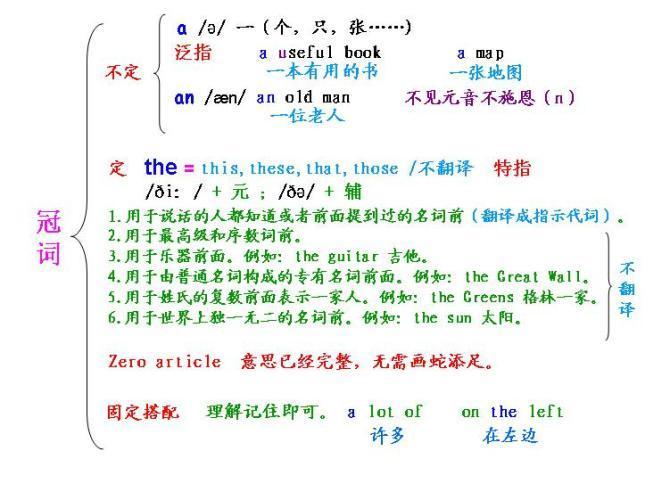 冠词
不定
a /ə/ 一（个，只，张……）
泛指 a useful book a map
一本有用的书 一张地图
an /æn/ an old man 不见元音不施恩（n）
一位老人
定 the = this,these,that,those /不翻译 特指
/ði: / + 元 ; /ðə/ + 辅
1.用于说话的人都知道或者前面提到过的名词前（翻译成指示代词）。
2.用于最高级和序数词前。
3.用于乐器前面。例如: the guitar 吉他。
4.用于由普通名词构成的专有名词前面。例如: the Great Wall。
5.用于姓氏的复数前面表示一家人。例如: the Greens 格林一家。
6.用于世界上独一无二的名词前。例如: the sun 太阳。
不翻译
Zero article 意思已经完整，无需画蛇添足。
固定搭配 理解记住即可。 a lot of on the left
许多 在左边